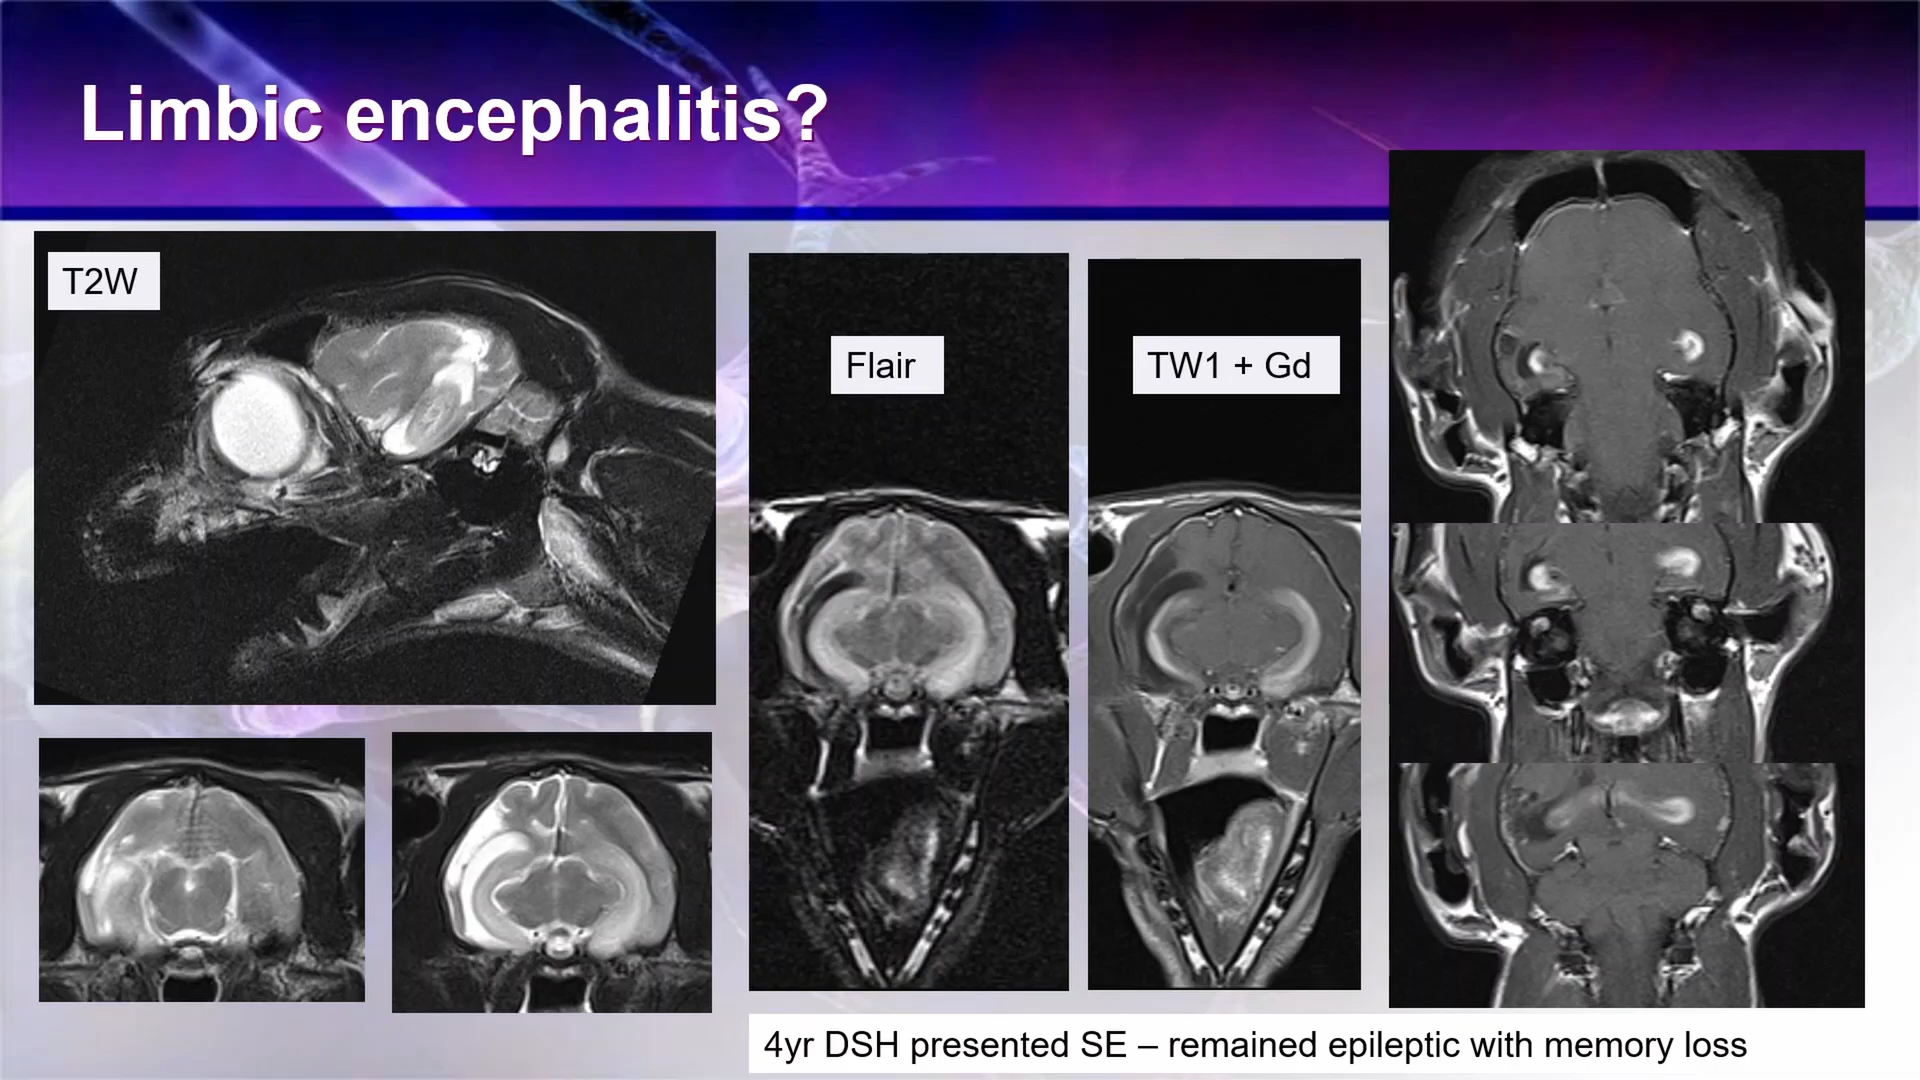 Limbic encephalitis?
T2W
Flair
TW1 + Gd
4yr DSH presented SE – remained epileptic with memory loss